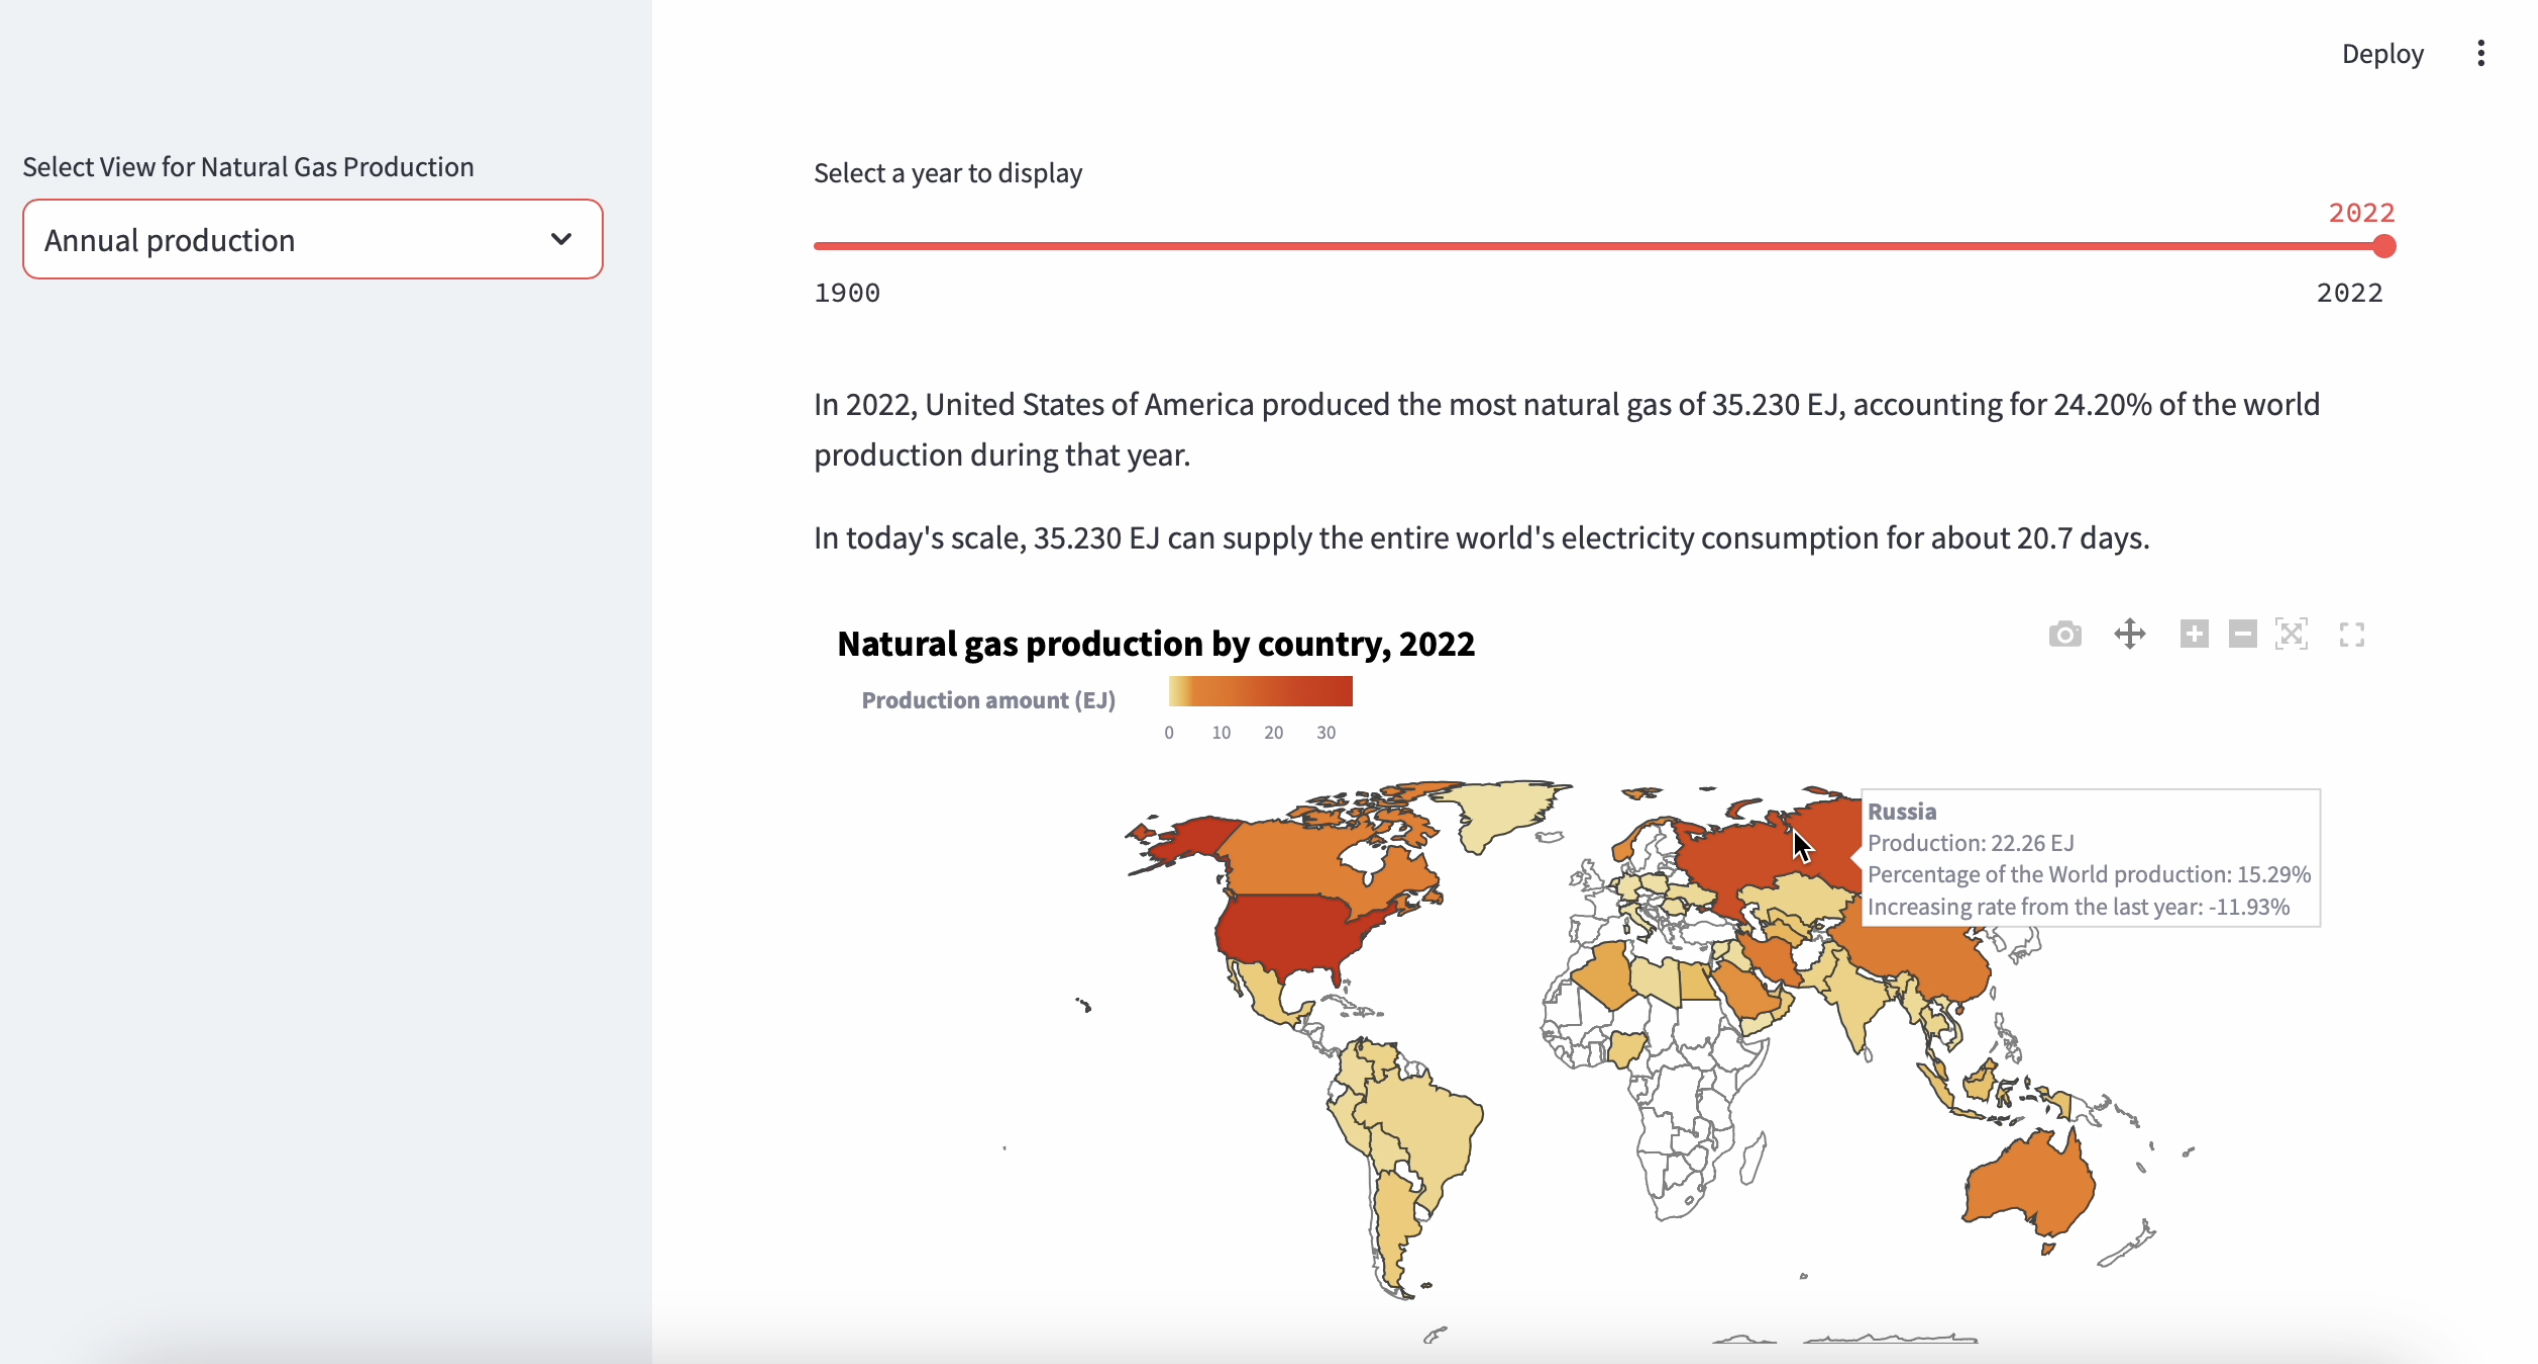 Deploy
Select View for Natural Gas Production
Annual production
Select a year to display
2022
1900
2022
In 2022, United States of America produced the most natural gas of 35.230 EJ, accounting for 24.20% of the world
production during that year.
In today's scale, 35.230 EJ can supply the entire world's electricity consumption for about 20.7 days.
Natural gas production by country, 2022
Production amount (EJ)
0 10 20 30
Russia
Production: 22.26 EJ
Percentage of the World production: 15.29%
Increasing rate from the last year: -11.93%